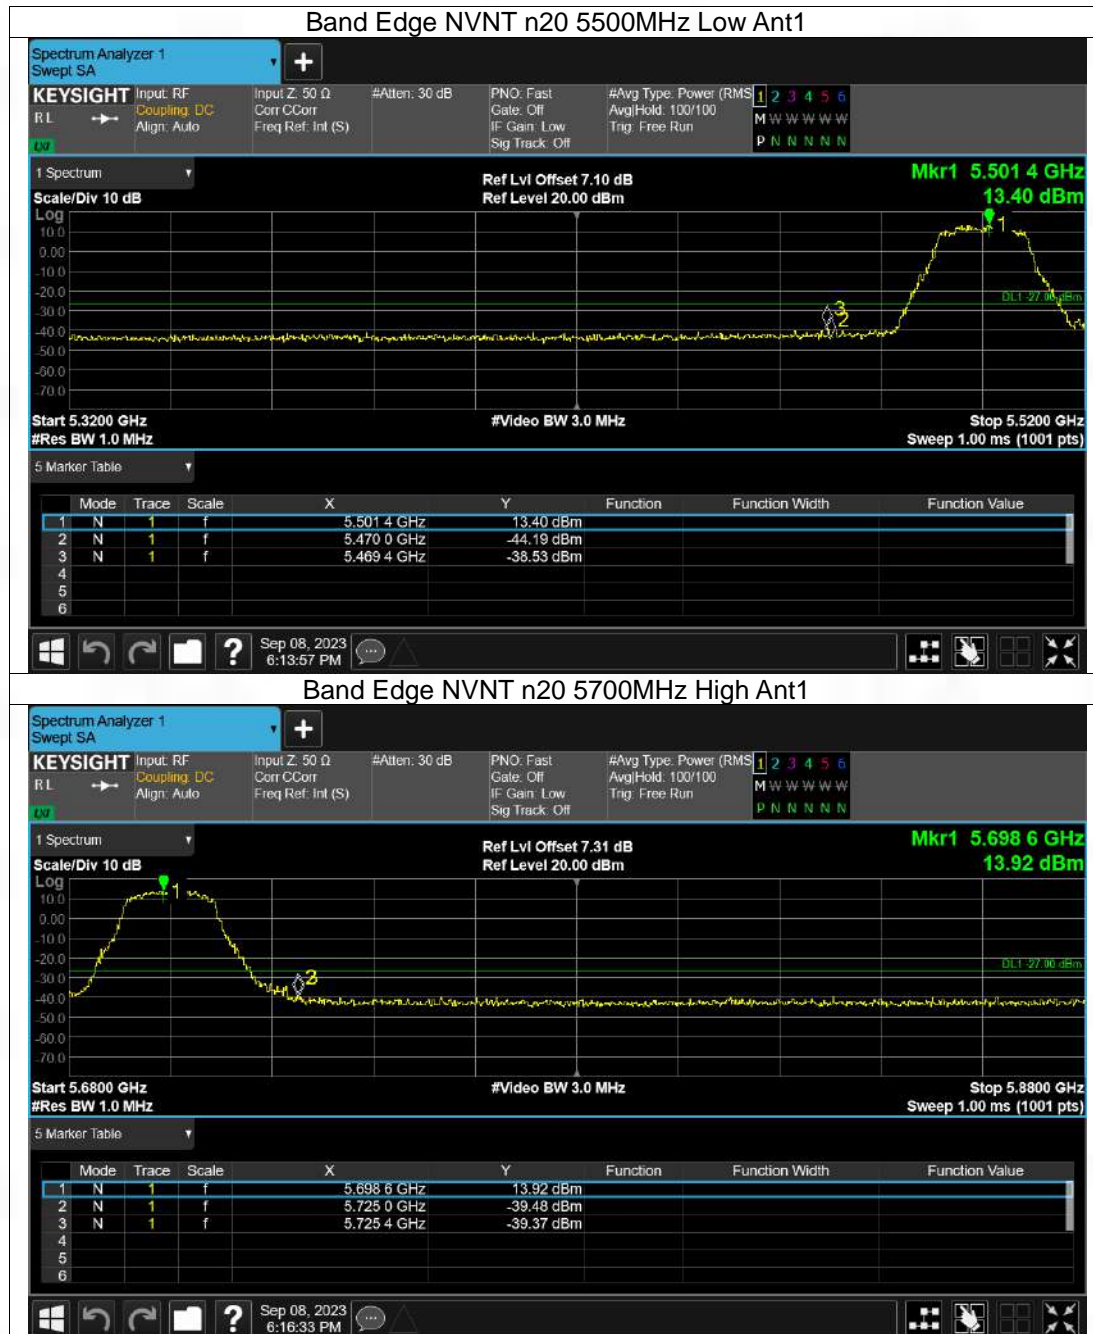 Band Edge NVNT n20 5500MHz Low Ant1
Spectrum Analyzer 1
Swept SA
KEYSIGHT Input: RF Input Z: 50 Ω #Atten: 30 dB PNO: Fast #Avg Type: Power (RMS 1 2 3 4 5 6
RL Coupling: DC Corr CCorr Gate: Off Avg|Hold: 100/100 M W W W W W
Align: Auto Freq Ref: Int (S) IF Gain: Low Trig: Free Run
LXI Sig Track: Off P N N N N N
1 Spectrum Ref Lvl Offset 7.10 dB Mkr1 5.501 4 GHz
Scale/Div 10 dB Ref Level 20.00 dBm 13.40 dBm
Log
10.0
0.00
-10.0
-20.0
DL1 -27.00 dBm
-30.0
-40.0
-50.0
-60.0
-70.0
1
3
2
Start 5.3200 GHz #Video BW 3.0 MHz Stop 5.5200 GHz
#Res BW 1.0 MHz Sweep 1.00 ms (1001 pts)
5 Marker Table
Mode Trace Scale X Y Function Function Width Function Value
1 N 1 f 5.501 4 GHz 13.40 dBm
2 N 1 f 5.470 0 GHz -44.19 dBm
3 N 1 f 5.469 4 GHz -38.53 dBm
4
5
6
? Sep 08, 2023
6:13:57 PM
Band Edge NVNT n20 5700MHz High Ant1
Spectrum Analyzer 1
Swept SA
KEYSIGHT Input: RF Input Z: 50 Ω #Atten: 30 dB PNO: Fast #Avg Type: Power (RMS 1 2 3 4 5 6
RL Coupling: DC Corr CCorr Gate: Off Avg|Hold: 100/100 M W W W W W
Align: Auto Freq Ref: Int (S) IF Gain: Low Trig: Free Run
LXI Sig Track: Off P N N N N N
1 Spectrum Ref Lvl Offset 7.31 dB Mkr1 5.698 6 GHz
Scale/Div 10 dB Ref Level 20.00 dBm 13.92 dBm
Log
10.0
0.00
-10.0
-20.0
DL1 -27.00 dBm
-30.0
-40.0
-50.0
-60.0
-70.0
1
2
Start 5.6800 GHz #Video BW 3.0 MHz Stop 5.8800 GHz
#Res BW 1.0 MHz Sweep 1.00 ms (1001 pts)
5 Marker Table
Mode Trace Scale X Y Function Function Width Function Value
1 N 1 f 5.698 6 GHz 13.92 dBm
2 N 1 f 5.725 0 GHz -39.48 dBm
3 N 1 f 5.725 4 GHz -39.37 dBm
4
5
6
? Sep 08, 2023
6:16:33 PM